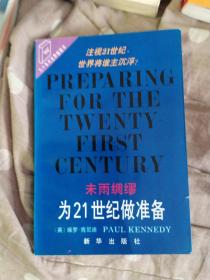 注视21世纪，
世界将谁主沉浮？
PREPARING
FOR THE
TWENTY
FIRST
CENTURY
未雨绸缪
为21世纪做准备
（美）保罗·肯尼迪 PAUL KENNEDY
新华出版社